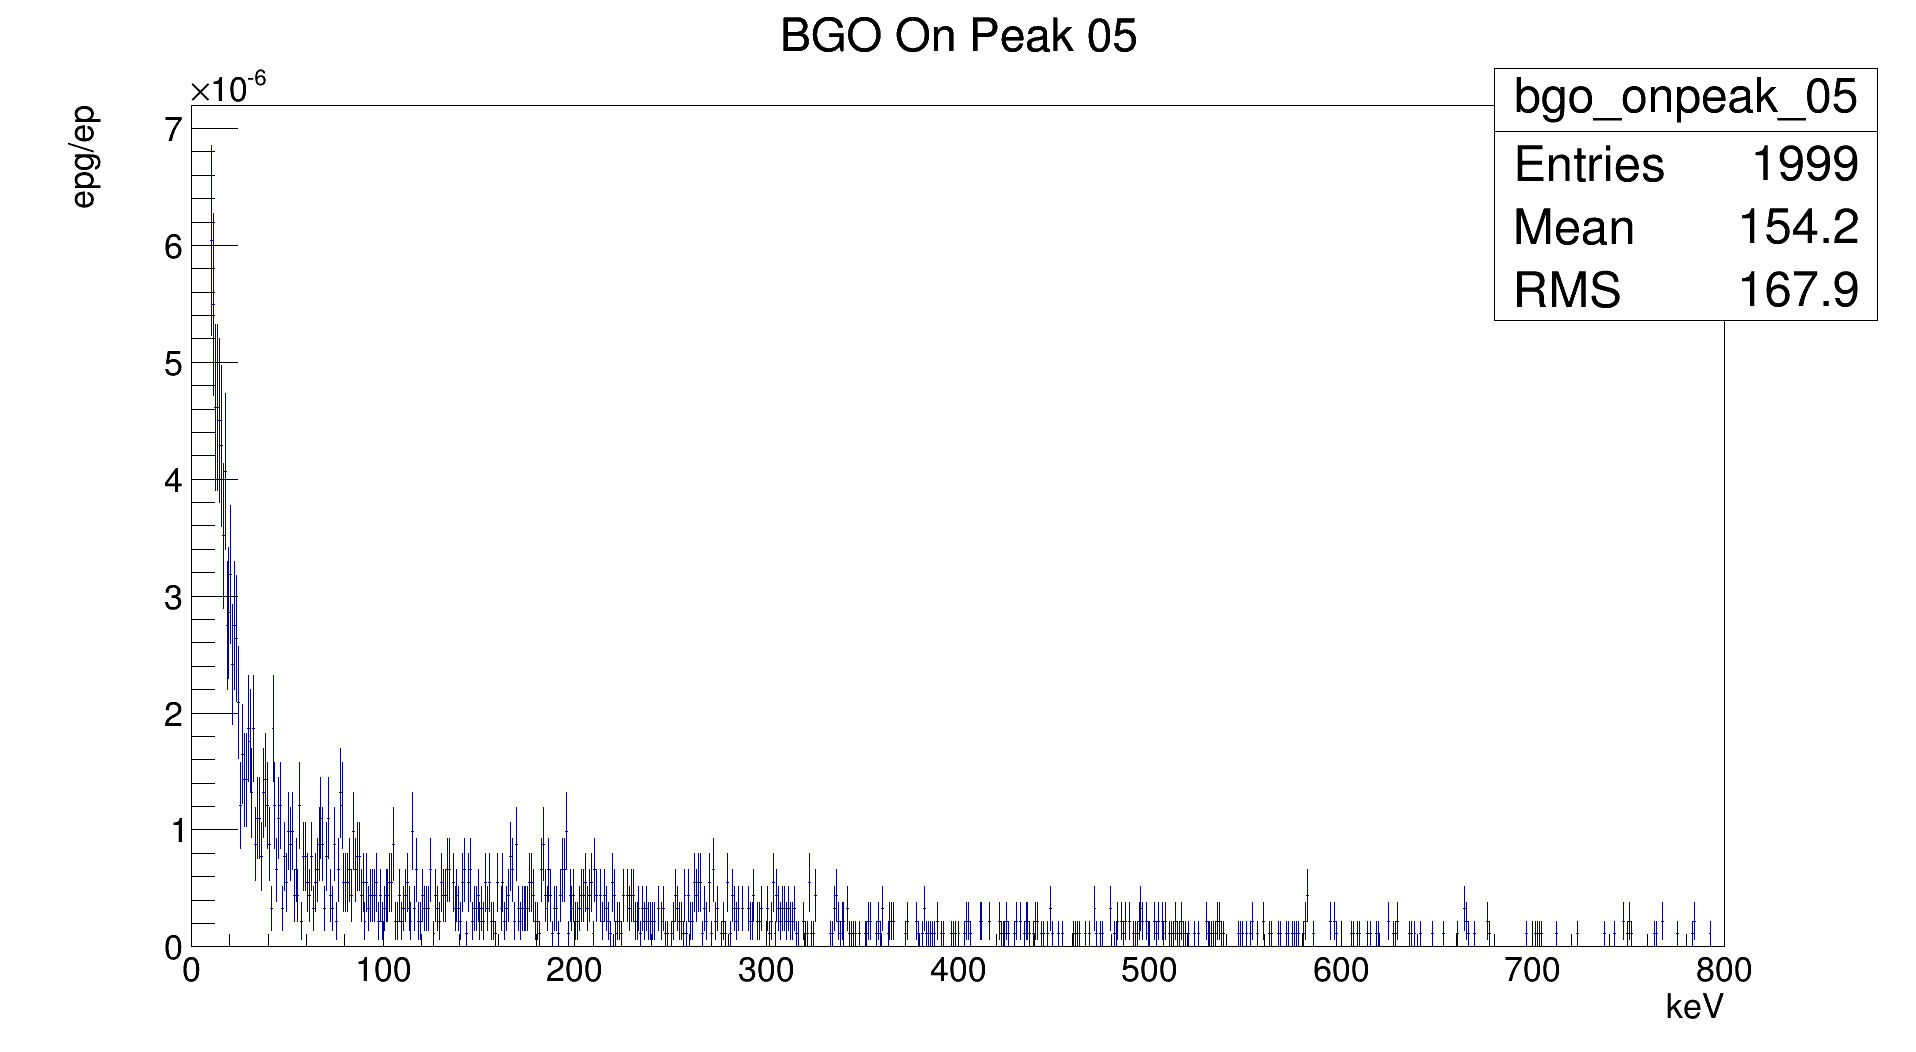 BGO On Peak 05
×10-6
epg/ep
7
6
5
4
3
2
1
0
bgo_onpeak_05
Entries 1999
Mean 154.2
RMS 167.9
0 100 200 300 400 500 600 700 800
keV